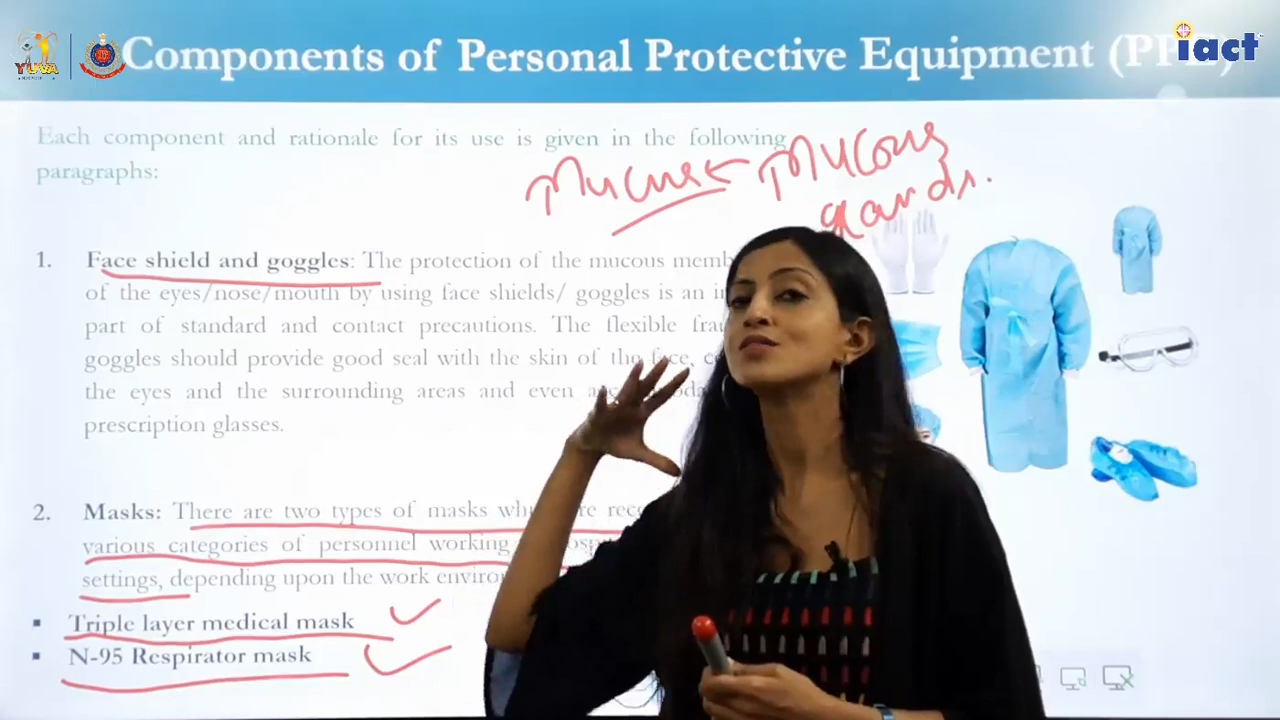 YUVA
iact
Components of Personal Protective Equipment (PPE)
Each component and rationale for its use is given in the following
paragraphs:
Mucus Mucous
glands.
1. Face shield and goggles: The protection of the mucous
of the eyes/nose/mouth by using face shields/ goggles is an
part of standard and contact precautions. The flexible
goggles should provide good seal with the skin of the face,
the eyes and the surrounding areas and even
prescription glasses.
2. Masks: There are two types of masks
various categories of personnel working
settings, depending upon the work
▪ Triple layer medical mask
▪ N-95 Respirator mask